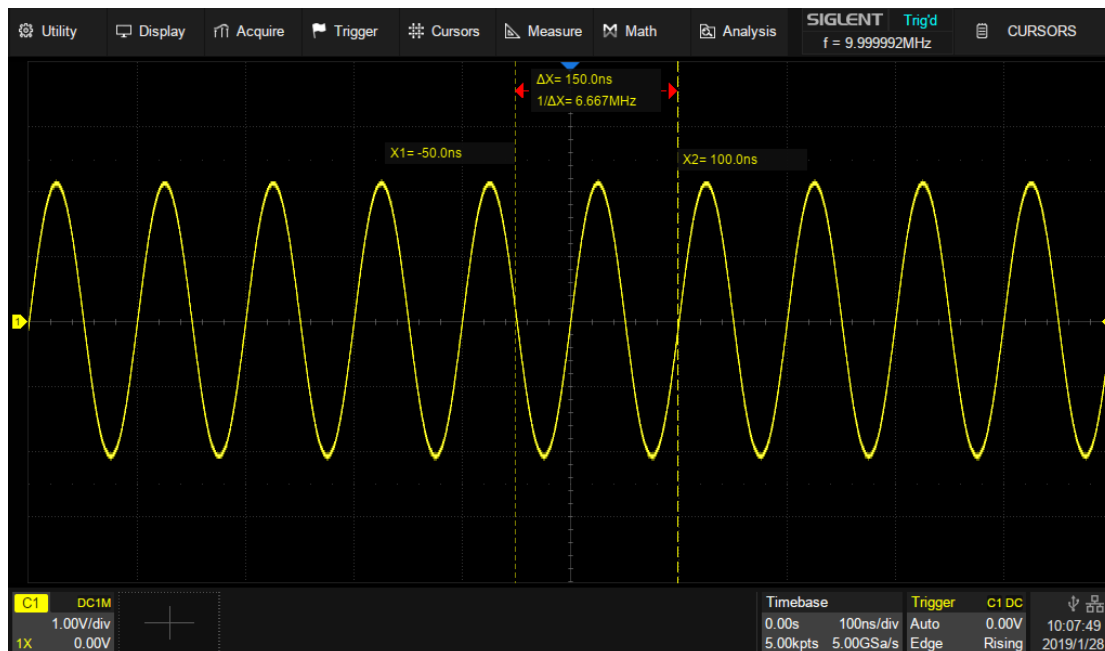 Utility
Display
Acquire
Trigger
Cursors
Measure
Math
Analysis
SIGLENT Trig'd
f = 9.999992MHz
CURSORS
ΔX= 150.0ns
1/ΔX= 6.667MHz
X1= -50.0ns
X2= 100.0ns
1
C1 DC1M
1.00V/div
1X 0.00V
Timebase
0.00s 100ns/div
5.00kpts 5.00GSa/s
Trigger C1 DC
Auto 0.00V
Edge Rising
10:07:49
2019/1/28